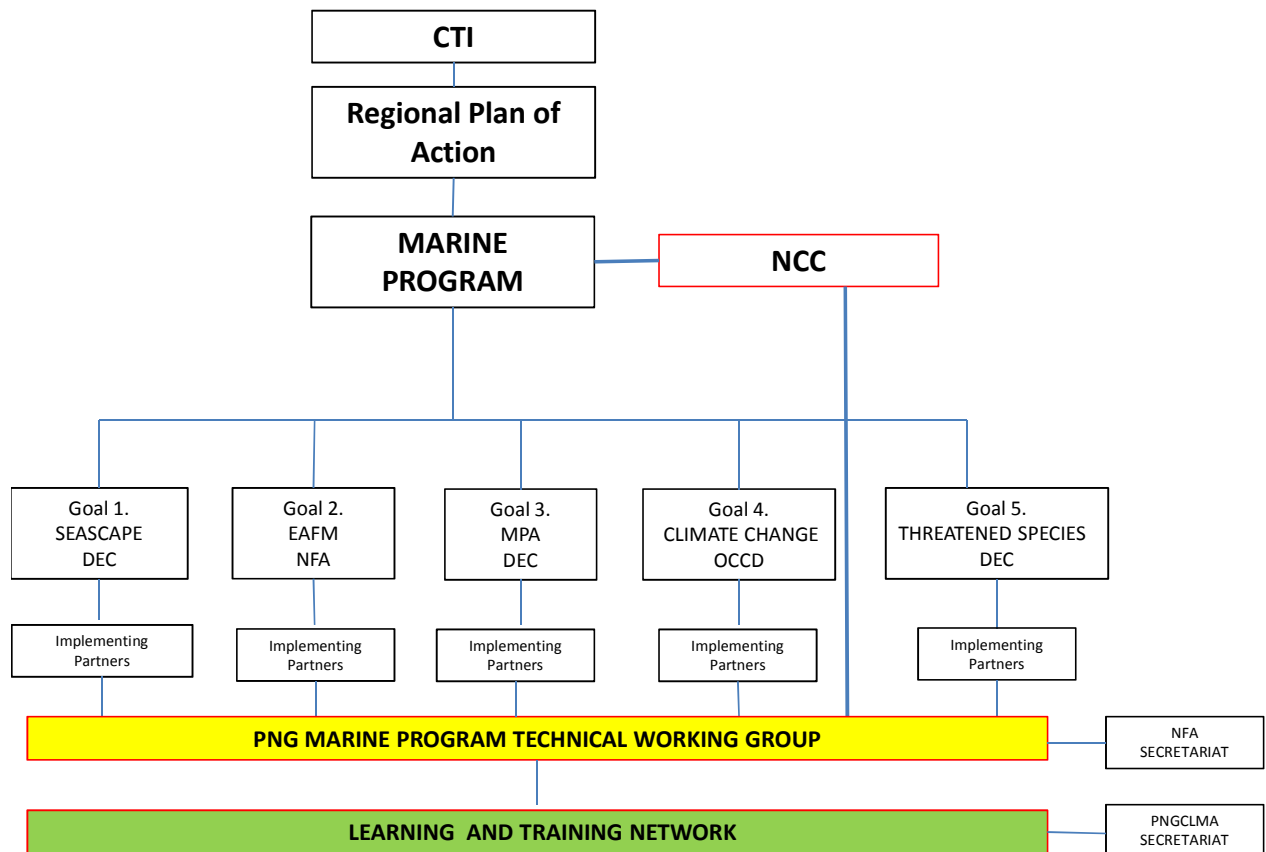 CTI
Regional Plan of
Action
MARINE
PROGRAM
NCC
Goal 1.
SEASCAPE
DEC
Goal 2.
EAFM
NFA
Goal 3.
MPA
DEC
Goal 4.
CLIMATE CHANGE
OCCD
Goal 5.
THREATENED SPECIES
DEC
Implementing
Partners
Implementing
Partners
Implementing
Partners
Implementing
Partners
Implementing
Partners
PNG MARINE PROGRAM TECHNICAL WORKING GROUP
NFA
SECRETARIAT
LEARNING AND TRAINING NETWORK
PNGCLMA
SECRETARIAT